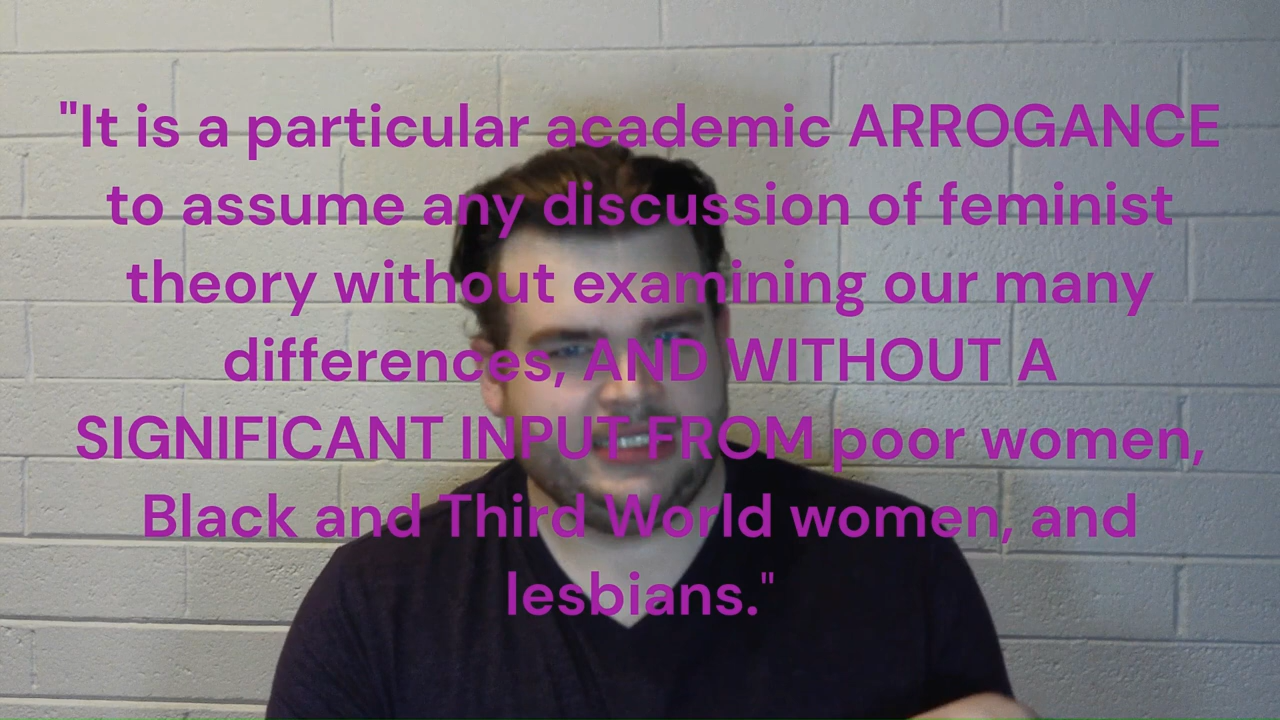 "It is a particular academic ARROGANCE
to assume any discussion of feminist
theory without examining our many
differences, AND WITHOUT A
SIGNIFICANT INPUT FROM poor women,
Black and Third World women, and
lesbians."